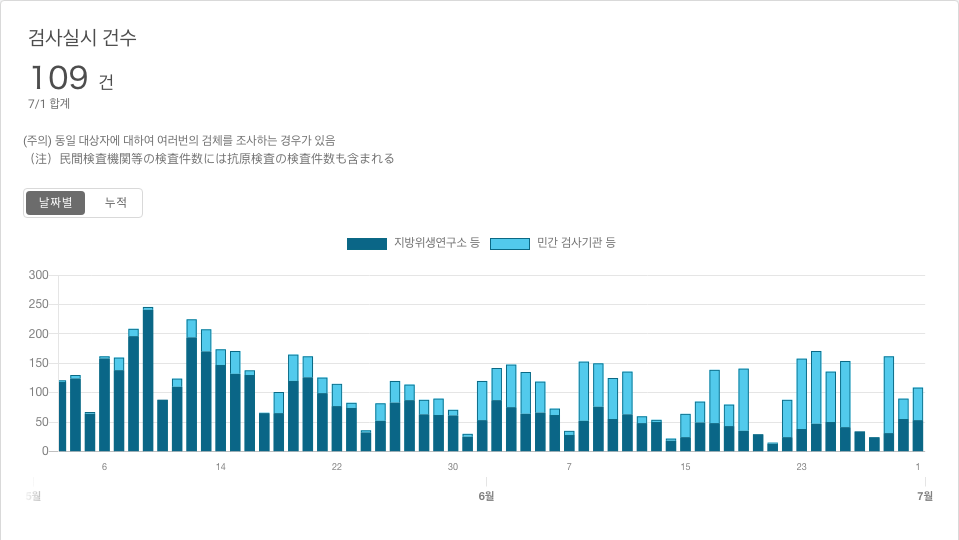 검사실시 건수
109 건
7/1 합계
(주의) 동일 대상자에 대하여 여러번의 검체를 조사하는 경우가 있음
（注）民間検査機関等の検査件数には抗原検査の検査件数も含まれる
날짜별 누적
지방위생연구소 등 민간 검사기관 등
300
250
200
150
100
50
0
6 14 22 30 7 15 23 1
5월 6월 7월